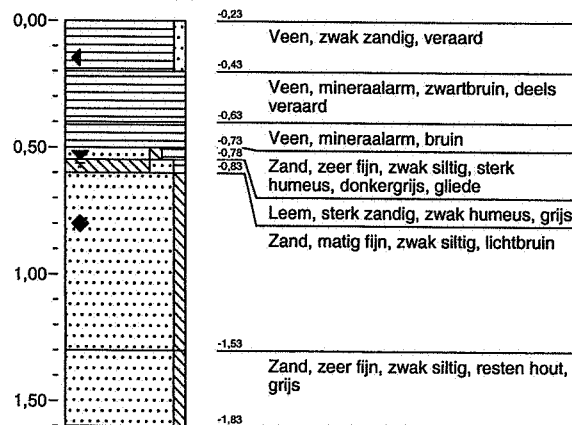 0,00
-0,23
Veen, zwak zandig, veraard
-0,43
Veen, mineraalarm, zwartbruin, deels
veraard
-0,63
Veen, mineraalarm, bruin
0,50
-0,73
-0,78
-0,83
Zand, zeer fijn, zwak siltig, sterk
humeus, donkergrijs, gliede
Leem, sterk zandig, zwak humeus, grijs
Zand, matig fijn, zwak siltig, lichtbruin
1,00
-1,53
Zand, zeer fijn, zwak siltig, resten hout,
grijs
1,50
-1,83